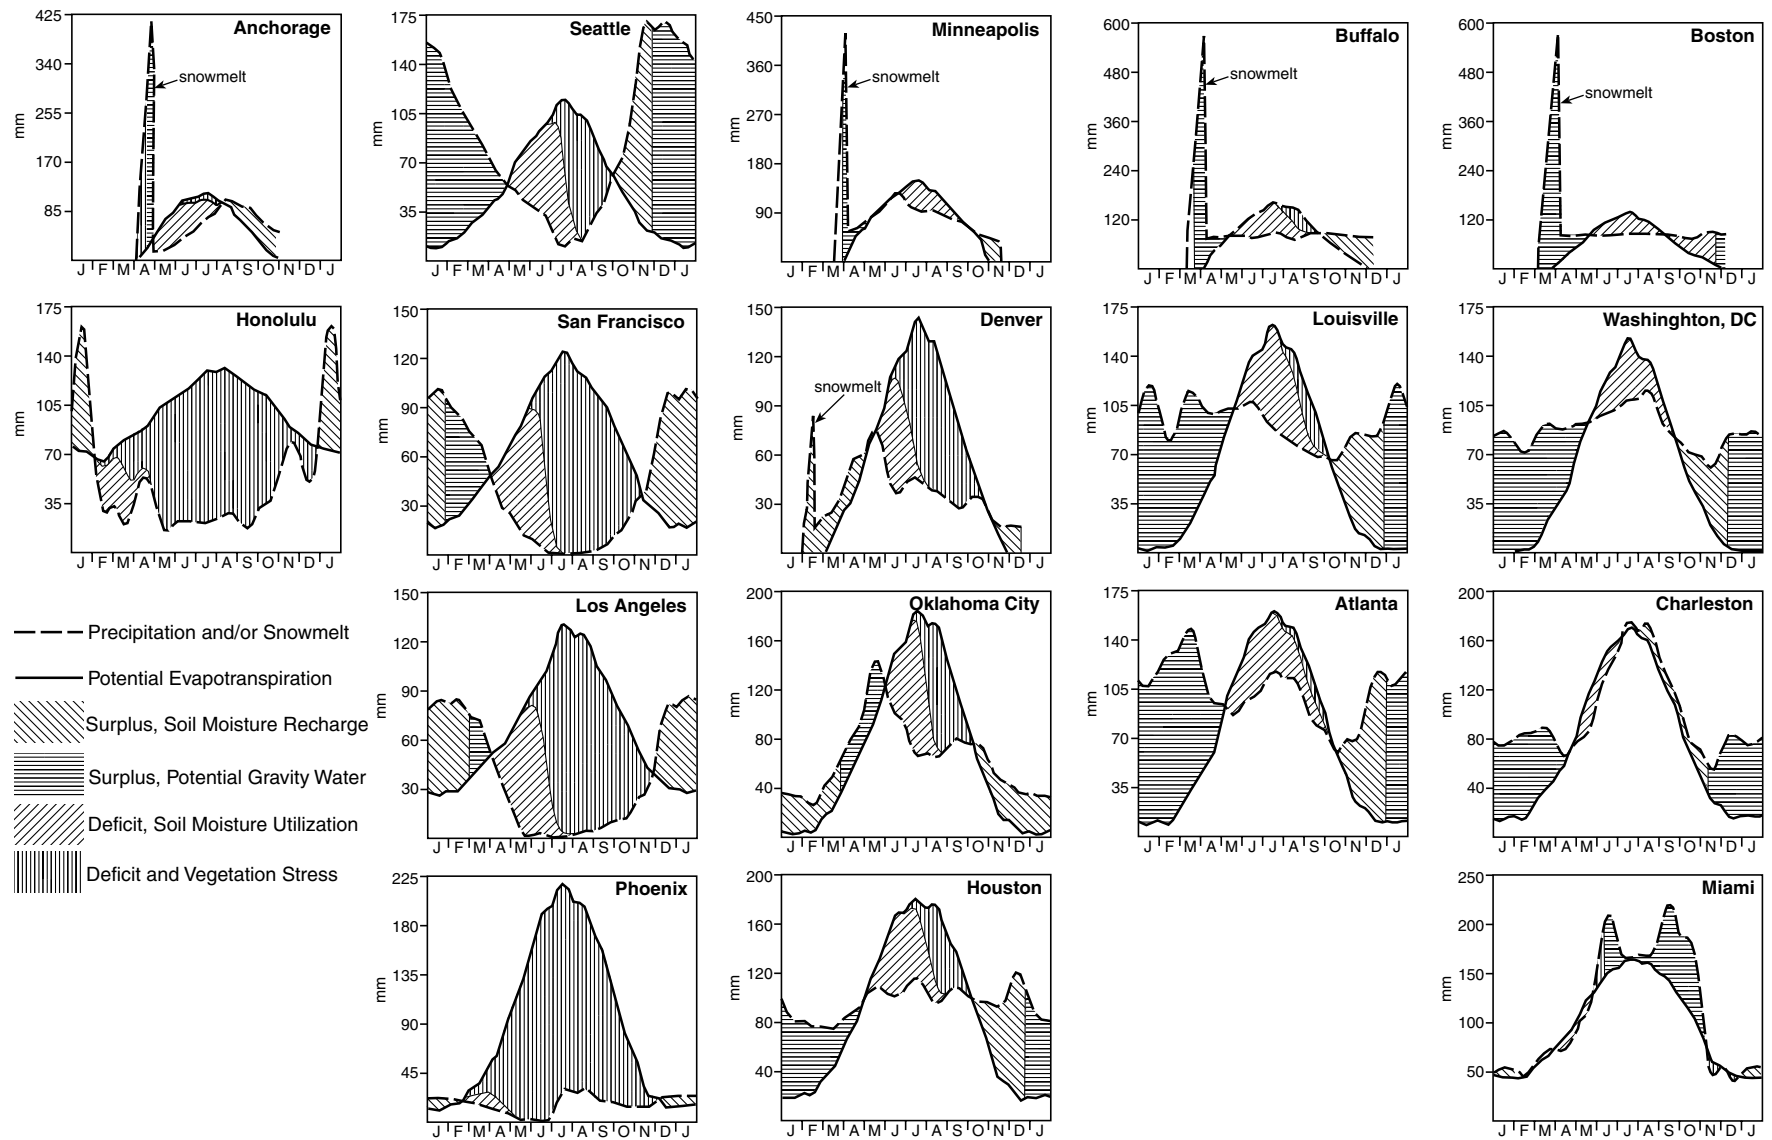 Anchorage
425
340
255
170
85
mm
snowmelt
J F M A M J J A S O N D J
Seattle
175
140
105
70
35
mm
J F M A M J J A S O N D J
Minneapolis
450
360
270
180
90
mm
snowmelt
J F M A M J J A S O N D J
Buffalo
600
480
360
240
120
mm
snowmelt
J F M A M J J A S O N D J
Boston
600
480
360
240
120
mm
snowmelt
J F M A M J J A S O N D J
Honolulu
175
140
105
70
35
mm
J F M A M J J A S O N D J
San Francisco
150
120
90
60
30
mm
J F M A M J J A S O N D J
Denver
150
120
90
60
30
mm
snowmelt
J F M A M J J A S O N D J
Louisville
175
140
105
70
35
mm
J F M A M J J A S O N D J
Washinghton, DC
175
140
105
70
35
mm
J F M A M J J A S O N D J
Precipitation and/or Snowmelt
Potential Evapotranspiration
Surplus, Soil Moisture Recharge
Surplus, Potential Gravity Water
Deficit, Soil Moisture Utilization
Deficit and Vegetation Stress
Los Angeles
150
120
90
60
30
mm
J F M A M J J A S O N D J
Oklahoma City
200
160
120
80
40
mm
J F M A M J J A S O N D J
Atlanta
175
140
105
70
35
mm
J F M A M J J A S O N D J
Charleston
200
160
120
80
40
mm
J F M A M J J A S O N D J
Phoenix
225
180
135
90
45
mm
J F M A M J J A S O N D J
Houston
200
160
120
80
40
mm
J F M A M J J A S O N D J
Miami
250
200
150
100
50
mm
J F M A M J J A S O N D J